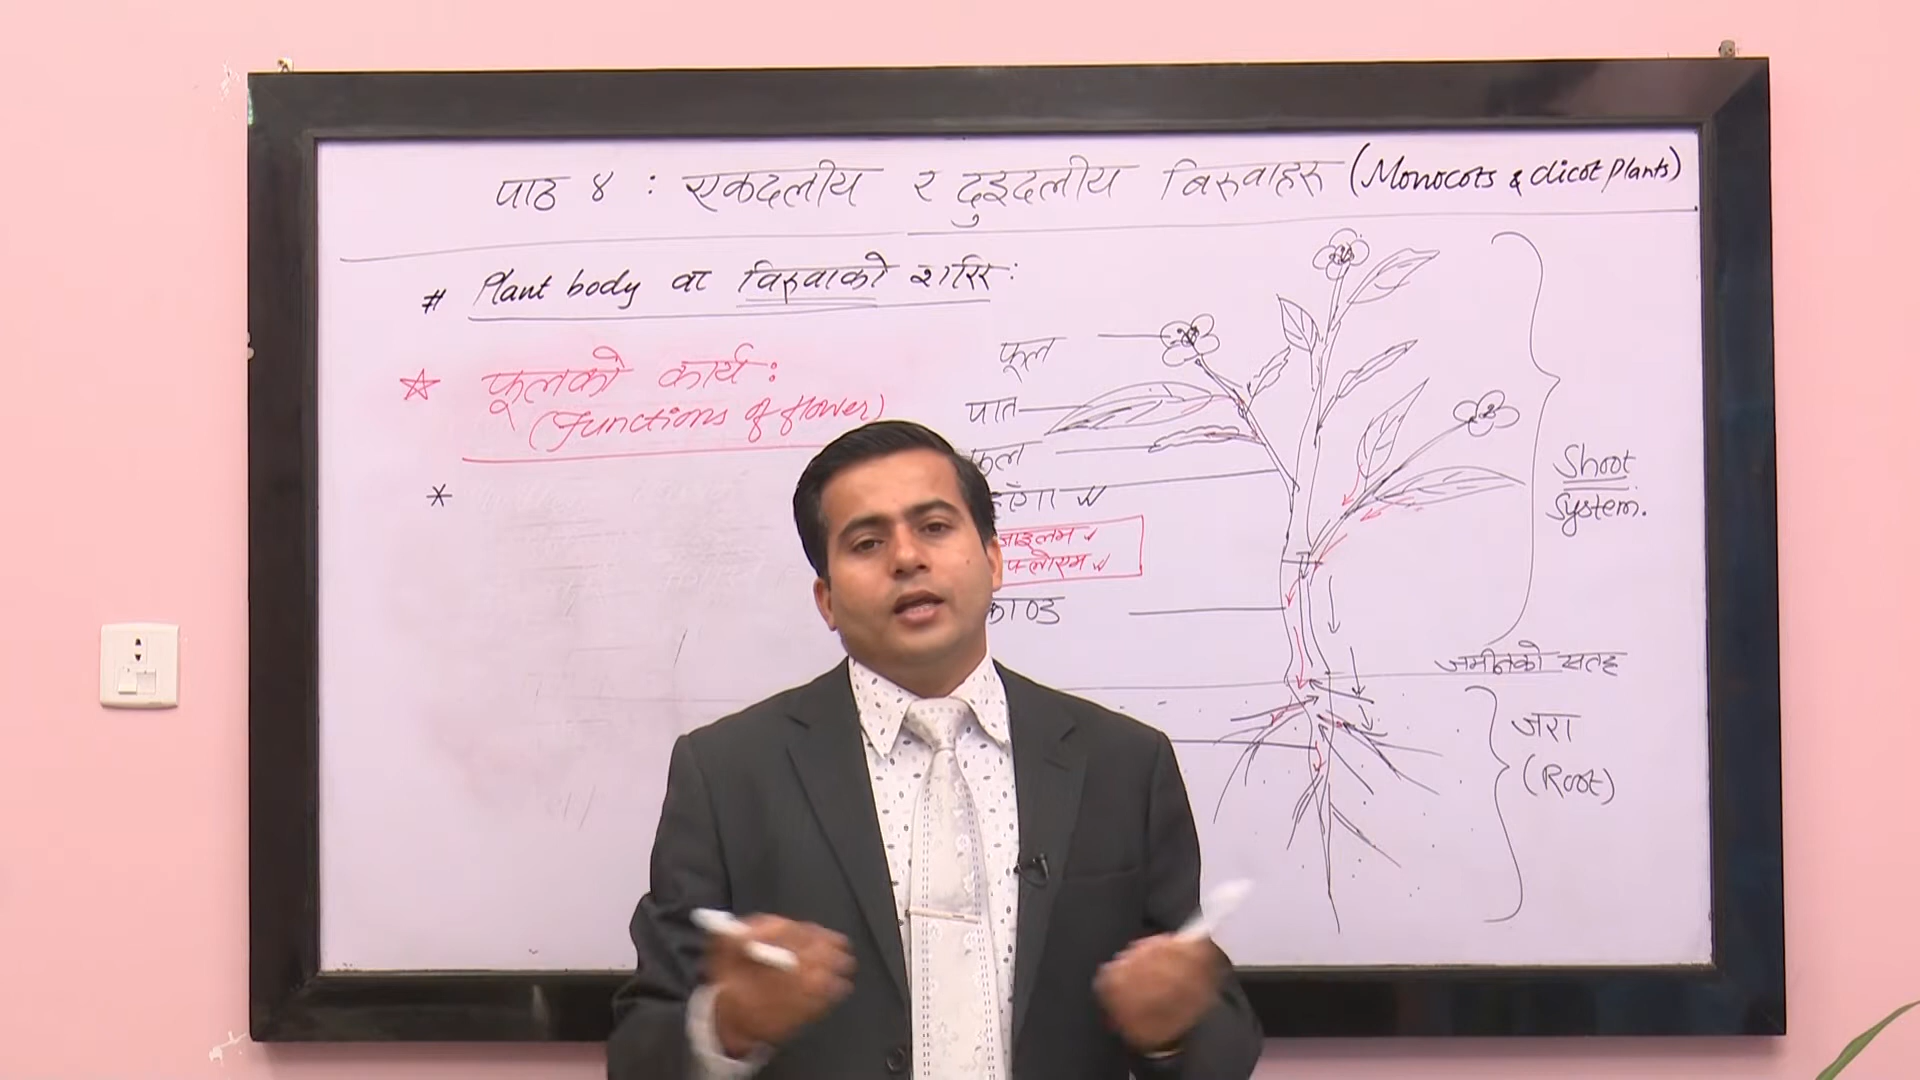 पाठ ४ : एकदलीय र दुइदलीय बिरुवाहरू (Monocots & dicot plants)
# Plant body वा विरुवाको शरिर:
☆ फूलको कार्य:
(Functions of flower)
*
फूल
पात
फल
जाइलम ✓
फ्लोएम ✓
काण्ड
Shoot
System.
जमीनको सतह
जरा
(Root)